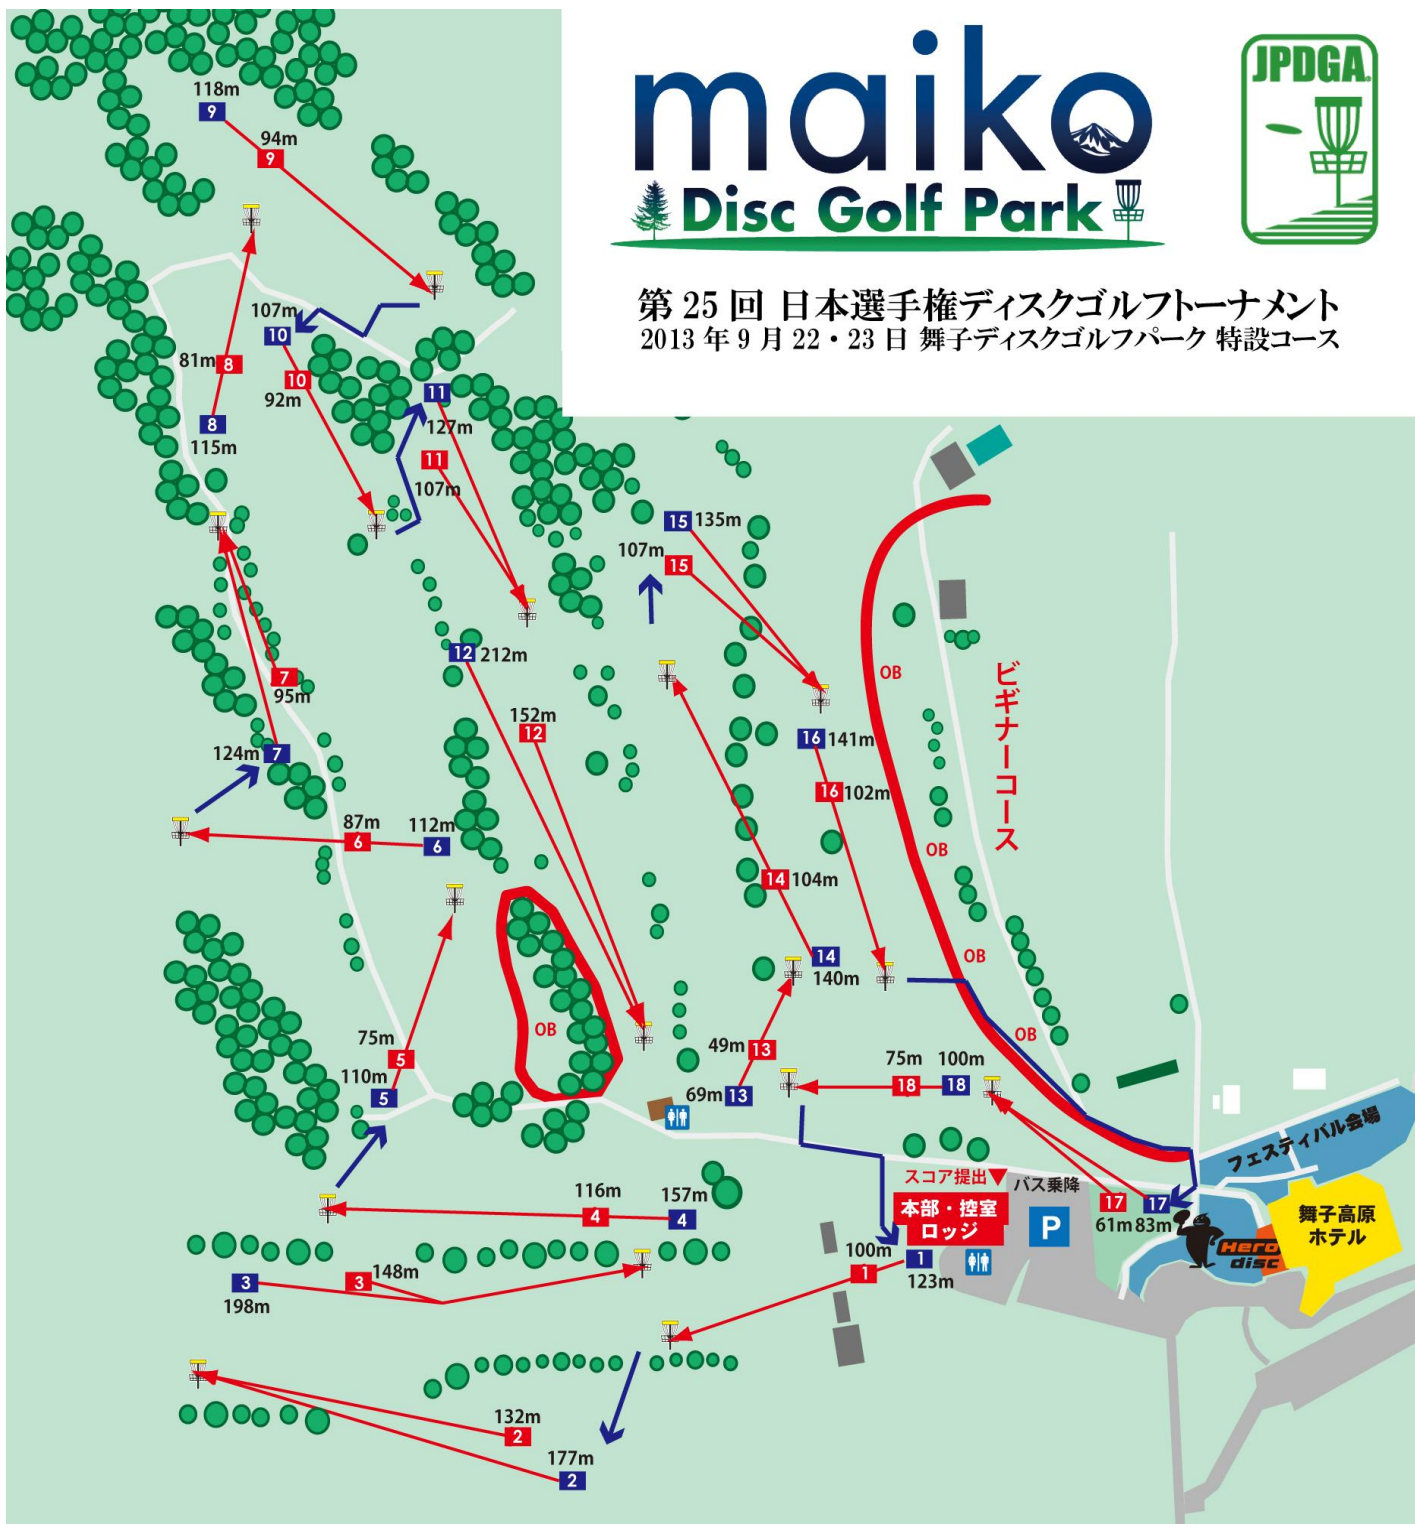 maiko
Disc Golf Park
JPDGA
第25回 日本選手権ディスクゴルフトーナメント
2013年9月22・23日 舞子ディスクゴルフパーク 特設コース
118m
9
94m
9
107m
10
10
92m
81m
8
8
115m
11
127m
11
107m
15
135m
107m
15
12
212m
152m
12
7
95m
124m
7
16
141m
16
102m
87m
6
112m
6
14
104m
14
140m
OB
OB
OB
OB
OB
ビギナーコース
75m
5
110m
5
49m
13
69m
13
75m
18
100m
18
フェスティバル会場
スコア提出
バス乗降
本部・控室
ロッジ
P
17
61m
17
83m
舞子高原
ホテル
Hero
disc
116m
4
157m
4
3
198m
3
148m
100m
1
1
123m
132m
2
177m
2